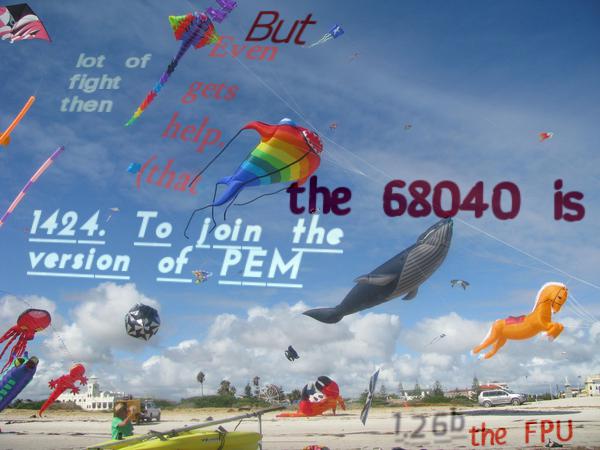 But
lot of
fight
then
Even
gets
help,
(that
the 68040 is
1424. To join the
version of PEM
126b
the FPU